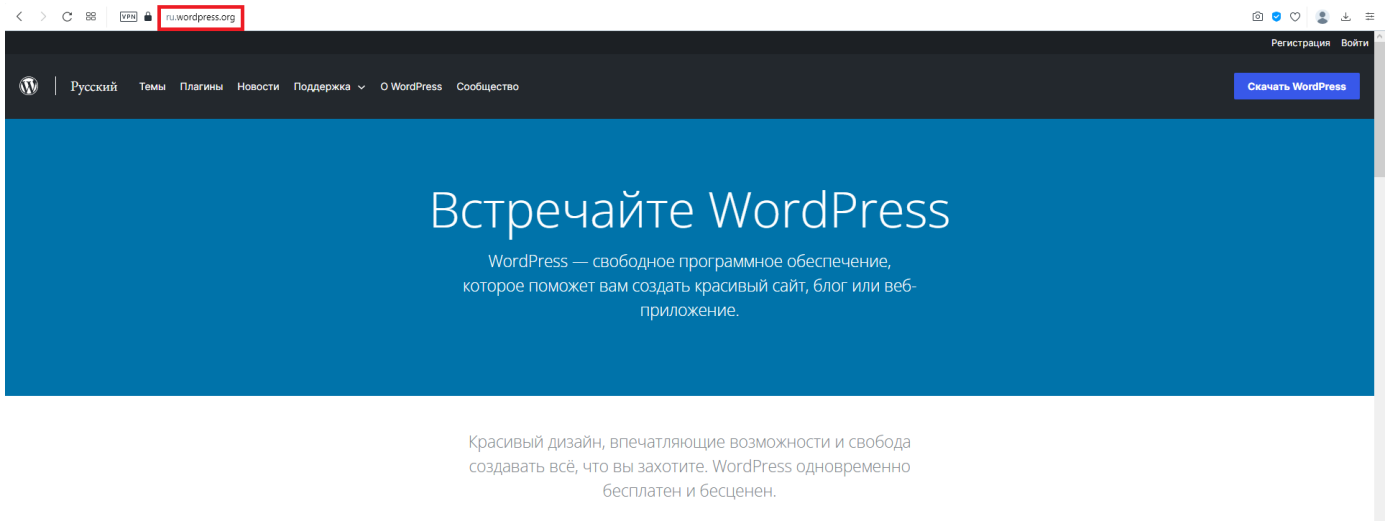 VPN ru.wordpress.org
Регистрация Войти
Русский Темы Плагины Новости Поддержка О WordPress Сообщество Скачать WordPress
Встречайте WordPress
WordPress — свободное программное обеспечение,
которое поможет вам создать красивый сайт, блог или веб-
приложение.
Красивый дизайн, впечатляющие возможности и свобода
создавать всё, что вы захотите. WordPress одновременно
бесплатен и бесценен.